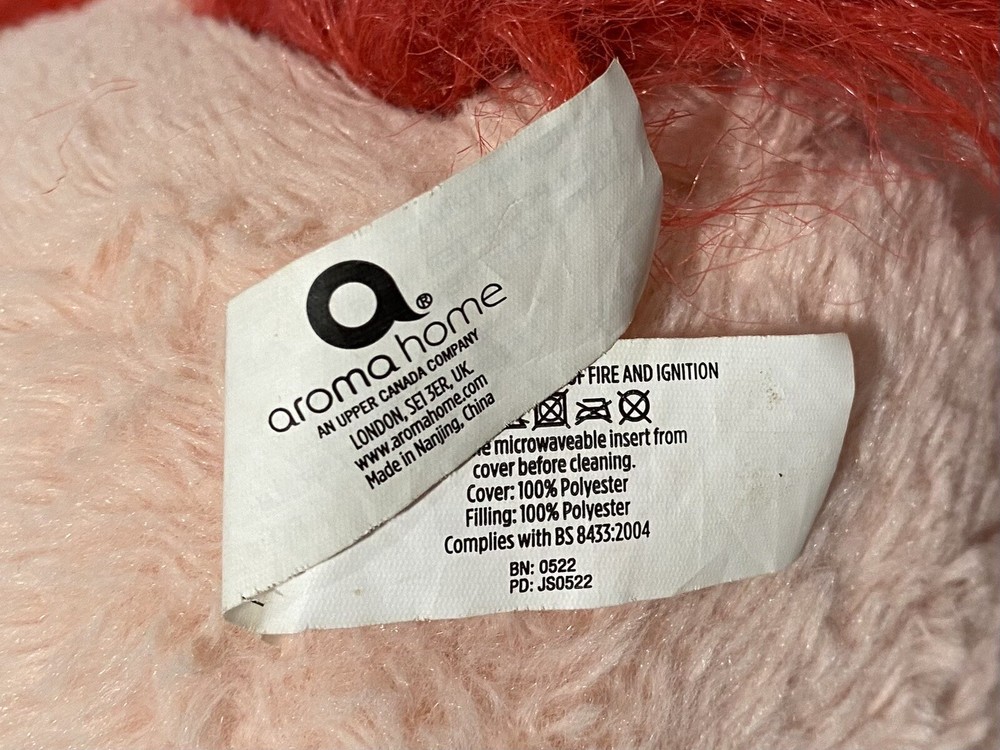 a®
aroma home
AN UPPER CANADA COMPANY
LONDON, SE1 3ER, UK.
www.aromahome.com
Made in Nanjing, China
OF FIRE AND IGNITION
microwaveable insert from
cover before cleaning.
Cover: 100% Polyester
Filling: 100% Polyester
Complies with BS 8433:2004
BN: 0522
PD: JS0522